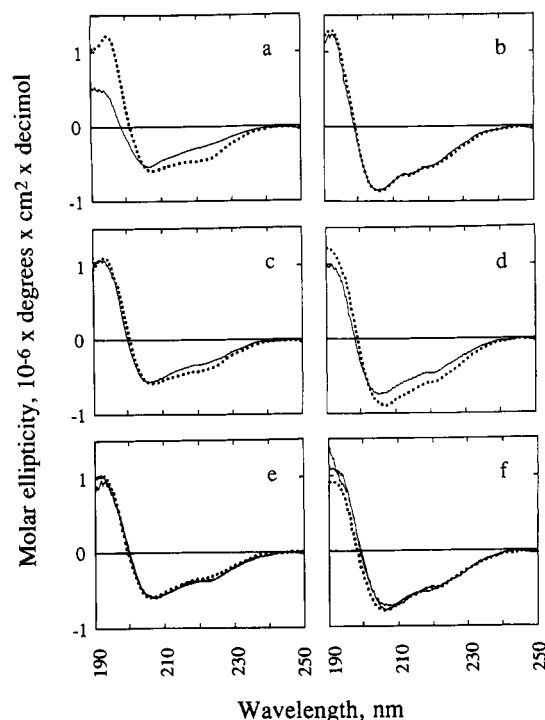 Molar ellipticity, 10-6 x degrees x cm2 x decimol
a
b
1
0
-1
c
d
1
0
-1
e
f
1
0
-1
190
210
230
250
190
210
230
250
Wavelength, nm